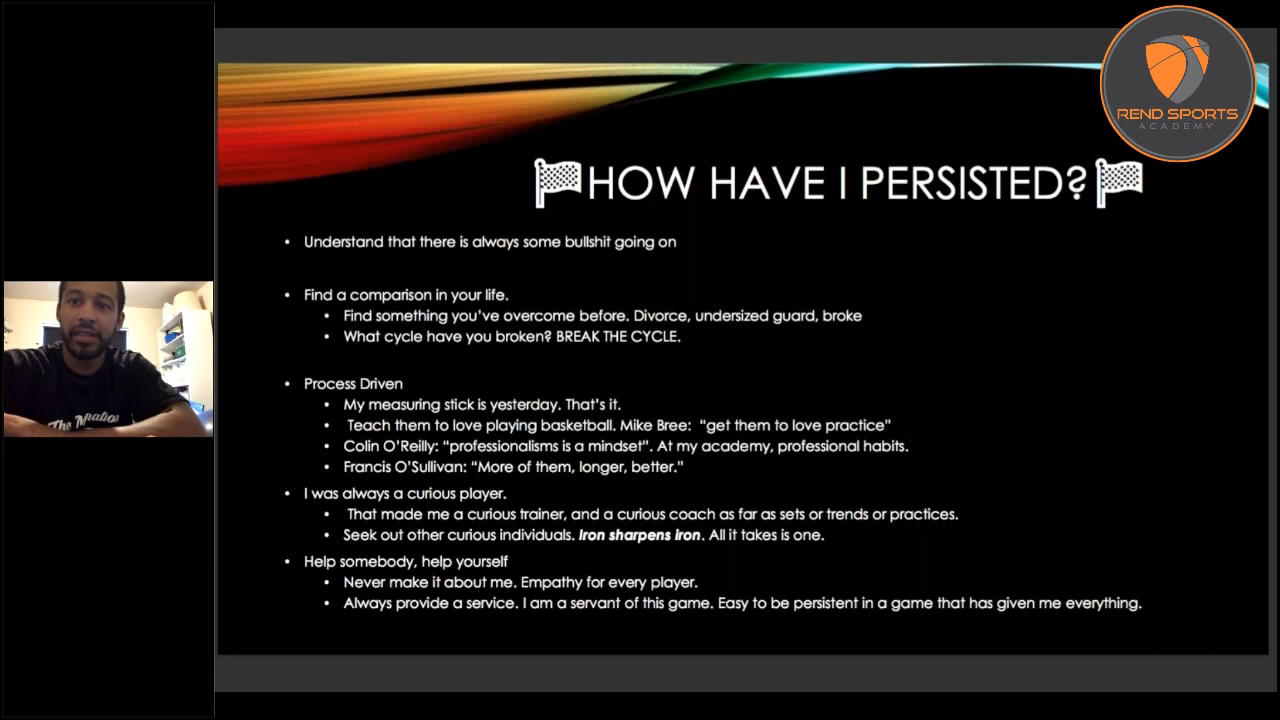 REND SPORTS
ACADEMY
HOW HAVE I PERSISTED?
• Understand that there is always some bullshit going on
• Find a comparison in your life.
• Find something you've overcome before. Divorce, undersized guard, broke
• What cycle have you broken? BREAK THE CYCLE.
• Process Driven
• My measuring stick is yesterday. That's it.
• Teach them to love playing basketball. Mike Bree: “get them to love practice”
• Colin O'Reilly: “professionalisms is a mindset”. At my academy, professional habits.
• Francis O'Sullivan: “More of them, longer, better.”
• I was always a curious player.
• That made me a curious trainer, and a curious coach as far as sets or trends or practices.
• Seek out other curious individuals. Iron sharpens Iron. All it takes is one.
• Help somebody, help yourself
• Never make it about me. Empathy for every player.
• Always provide a service. I am a servant of this game. Easy to be persistent in a game that has given me everything.
The